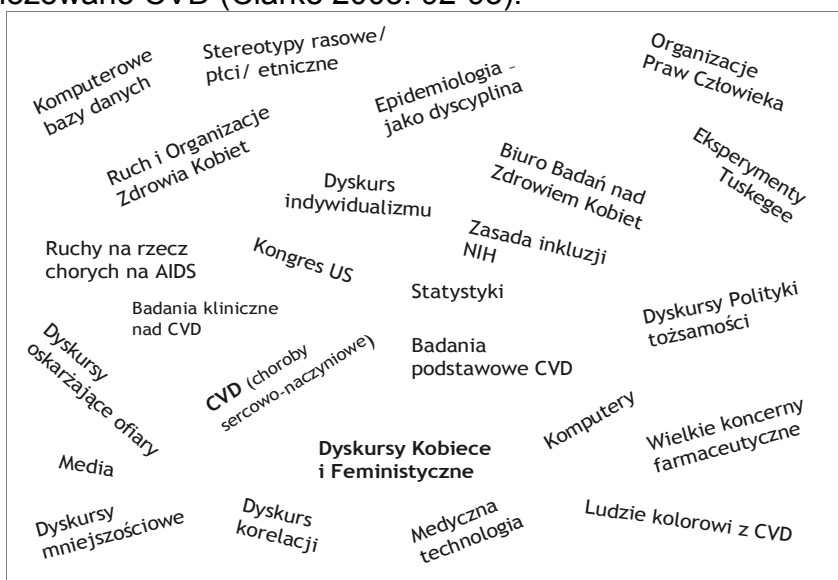 CVD (Clarke
Komputerowe
bazy danych
Stereotypy rasowe/
płci/ etniczne
Epidemiologia -
jako dyscyplina
Organizacje
Praw Człowieka
Ruch i Organizacje
Zdrowia Kobiet
Dyskurs
indywidualizmu
Biuro Badań nad
Zdrowiem Kobiet
Eksperymenty
Tuskegee
Ruchy na rzecz
chorych na AIDS
Kongres US
Zasada inkluzji
NIH
Statystyki
Badania kliniczne
nad CVD
Dyskursy Polityki
tożsamości
Dyskursy
oskarżające ofiary
CVD (choroby
sercowo-naczyniowe)
Badania
podstawowe CVD
Komputery
Wielkie koncerny
farmaceutyczne
Dyskursy Kobiece
i Feministyczne
Media
Dyskursy
mniejszościowe
Dyskurs
korelacji
Medyczna
technologia
Ludzie kolorowi z CVD